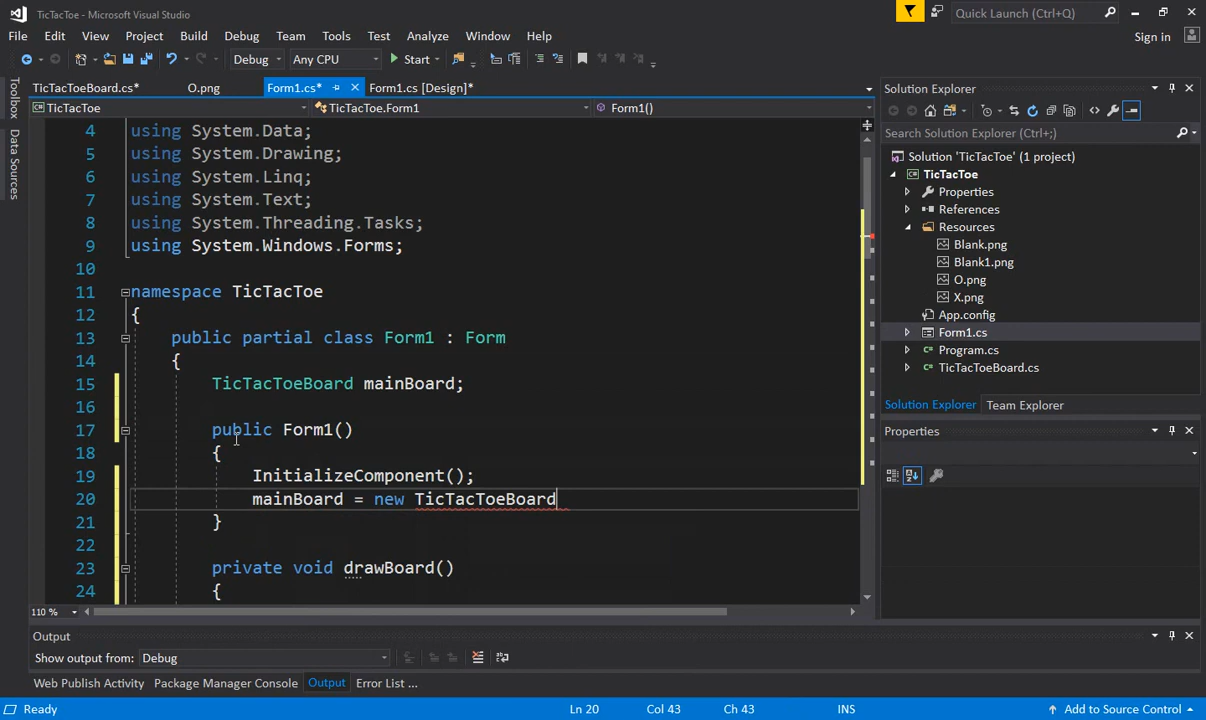 TicTacToe - Microsoft Visual Studio
Quick Launch (Ctrl+;)
File Edit View Project Build Debug Team Tools Test Analyze Window Help
Sign in
Debug Any CPU Start
TicTacToeBoard.cs* O.png Form1.cs* Form1.cs [Design]*
TicTacToe TicTacToe.Form1 Form1()
Toolbox
Data Sources
4 using System.Data;
5 using System.Drawing;
6 using System.Linq;
7 using System.Text;
8 using System.Threading.Tasks;
9 using System.Windows.Forms;
10
11 namespace TicTacToe
12 {
13 public partial class Form1 : Form
14 {
15 TicTacToeBoard mainBoard;
16
17 public Form1()
18 {
19 InitializeComponent();
20 mainBoard = new TicTacToeBoard
21 }
22
23 private void drawBoard()
24 {
110 %
Solution Explorer
Search Solution Explorer (Ctrl+;)
Solution 'TicTacToe' (1 project)
TicTacToe
Properties
References
Resources
Blank.png
Blank1.png
O.png
X.png
App.config
Form1.cs
Program.cs
TicTacToeBoard.cs
Solution Explorer Team Explorer
Properties
Output
Show output from: Debug
Web Publish Activity Package Manager Console Output Error List ...
Ready Ln 20 Col 43 Ch 43 INS Add to Source Control